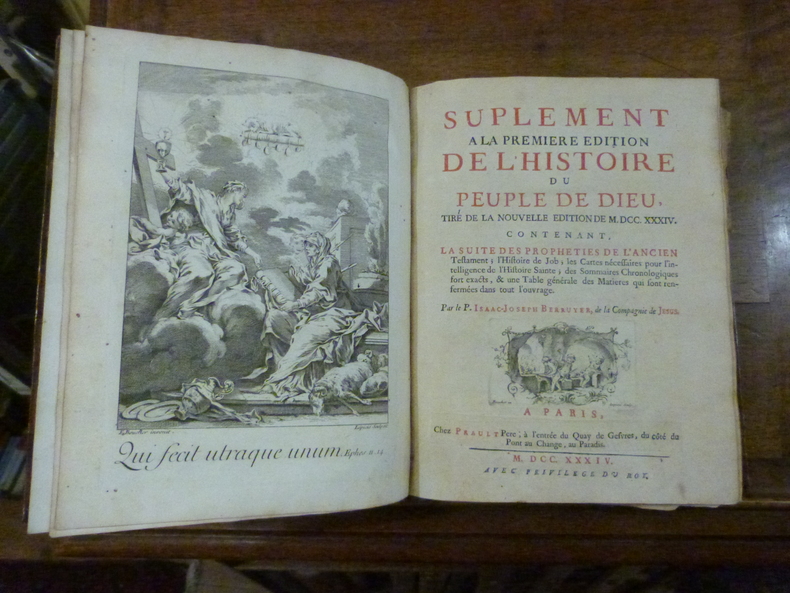 Qui fecit utraque unum. Ephes. II. 14.
SUPLEMENT
A LA PREMIERE EDITION
DE L'HISTOIRE
DU
PEUPLE DE DIEU,
TIRÉ DE LA NOUVELLE EDITION DE M. DCC. XXXIV.
CONTENANT,
LA SUITE DES PROPHETIES DE L'ANCIEN
Testament; l'Histoire de Job; les Cartes nécessaires pour l'in-
telligence de l'Histoire Sainte; des Sommaires Chronologiques
fort exacts, & une Table générale des Matieres qui sont ren-
fermées dans tout l'ouvrage.
Par le P. ISAAC-JOSEPH BERRUYER, de la Compagnie de JESUS.
A PARIS,
Chez PRAULT Pere, à l'entrée du Quay de Gesvres, du côté du
Pont au Change, au Paradis.
M. DCC. XXXIV.
AVEC PRIVILEGE DU ROY.